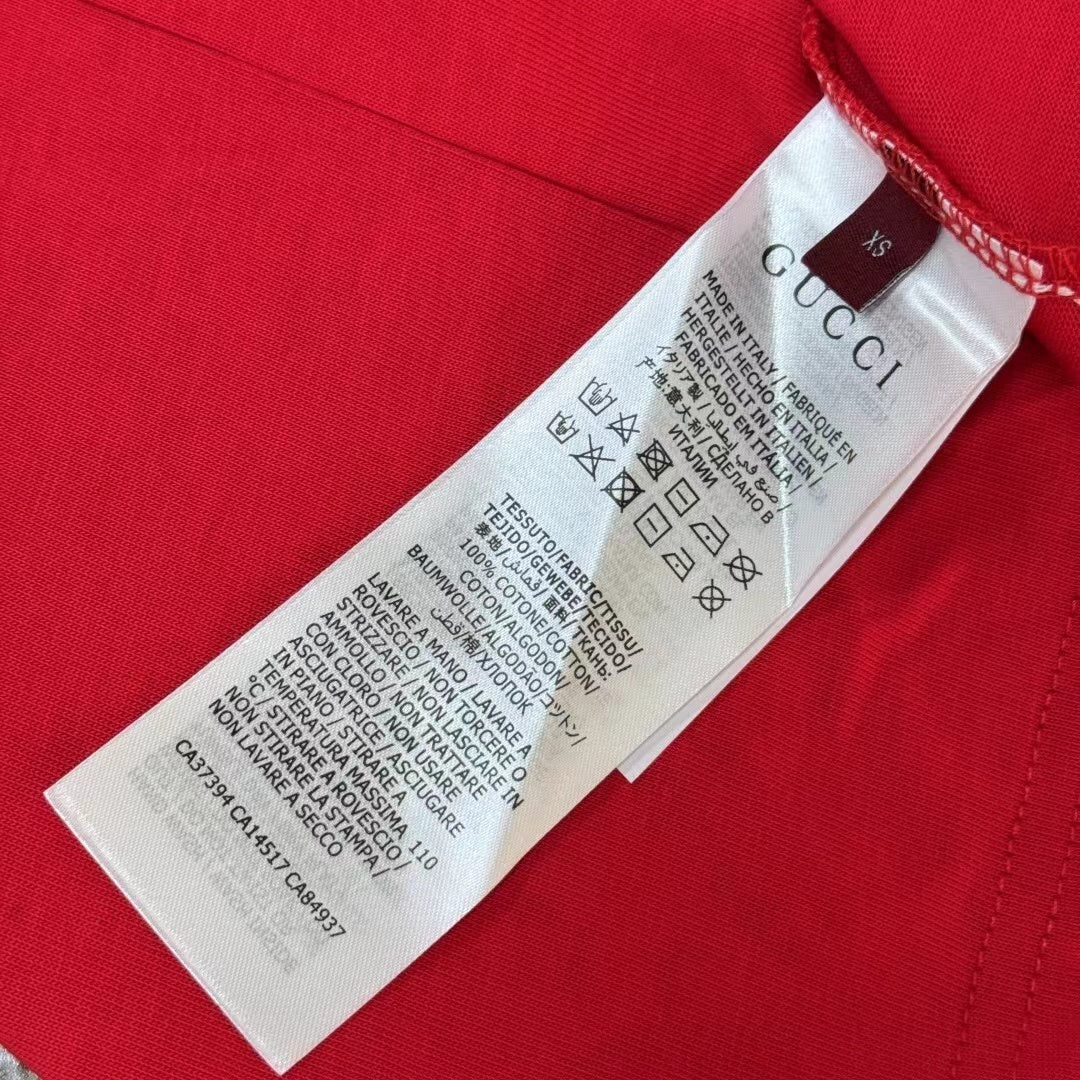 XS
GUCCI
MADE IN ITALY / FABRIQUÉ EN
ITALIE / HECHO EN ITALIA /
HERGESTELLT IN ITALIEN /
FABRICADO EM ITALIA /
イタリア製 / صنع في إيطاليا /
产地:意大利 / СДЕЛАНО В
ИТАЛИИ
TESSUTO/FABRIC/TISSU/
TEJIDO/GEWEBE/TECIDO/
表地/قماش/面料/ТКАНЬ:
100% COTONE/COTTON/
COTON/ALGODON/
BAUMWOLLE/ALGODÃO/コットン/
قطن/棉/ХЛОПОК
LAVARE A MANO / LAVARE A
ROVESCIO / NON TORCERE O
STRIZZARE / NON LASCIARE IN
AMMOLLO / NON TRATTARE
CON CLORO / NON USARE
ASCIUGATRICE / ASCIUGARE
IN PIANO / STIRARE A
TEMPERATURA MASSIMA 110
°C / STIRARE A ROVESCIO /
NON STIRARE LA STAMPA /
NON LAVARE A SECCO
CA37394 CA14517 CA84937